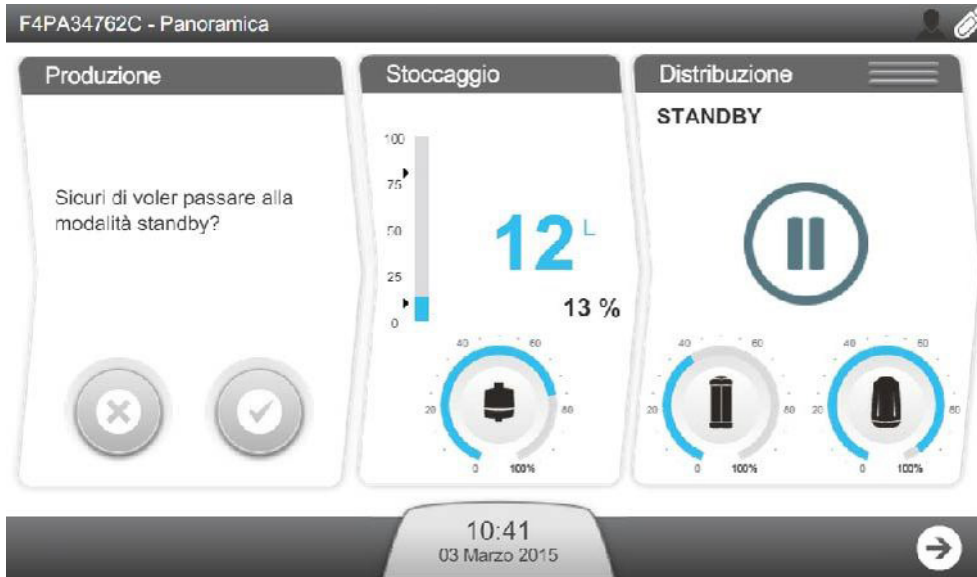 F4PA34762C - Panoramica
Produzione
Sicuri di voler passare alla
modalità standby?
Stoccaggio
100
75
50
25
0
12 L
13 %
40 60
20 80
0 100%
Distribuzione
STANDBY
40 60
20 80
0 100%
40 60
20 80
0 100%
10:41
03 Marzo 2015